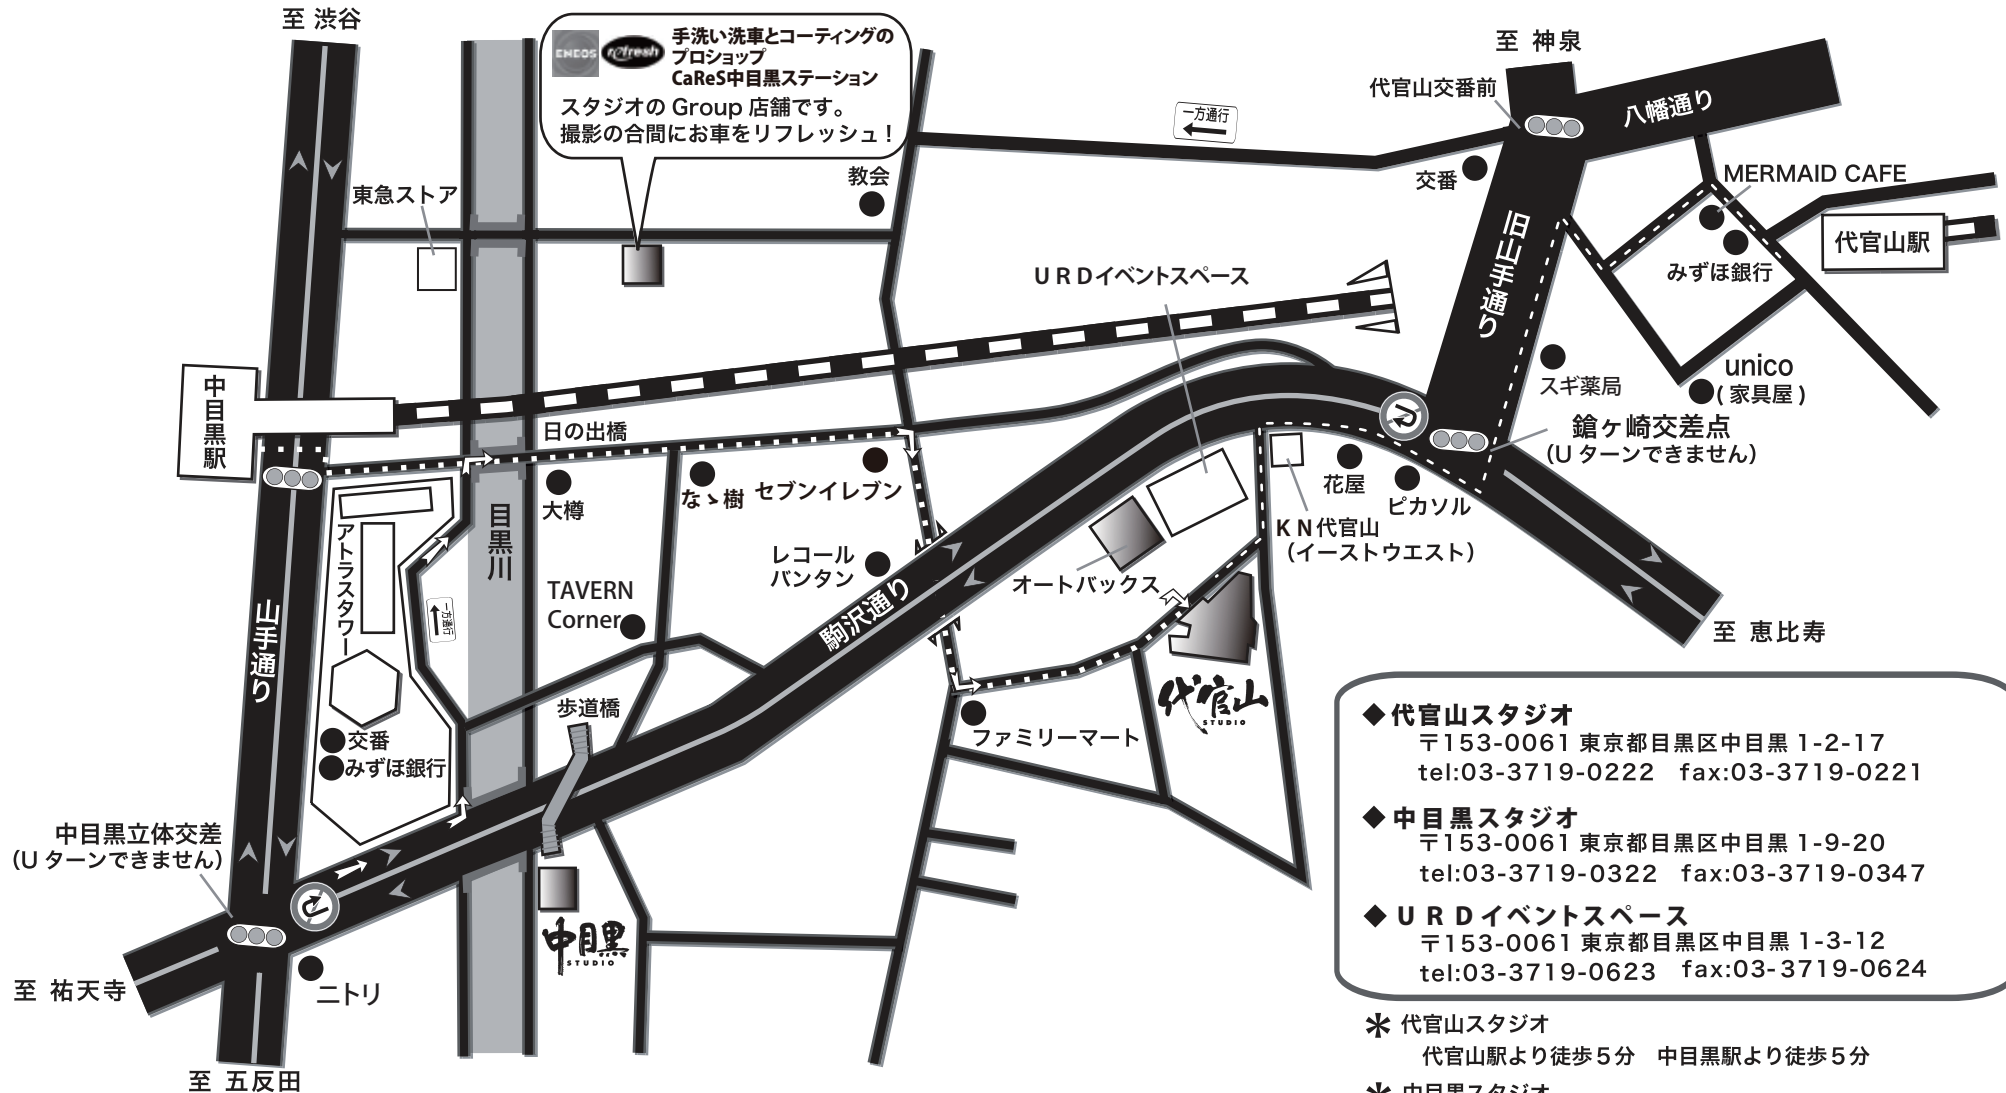 至 渋谷
ENEOS
refresh
手洗い洗車とコーティングの
プロショップ
CaReS中目黒ステーション
スタジオの Group 店舗です。
撮影の合間にお車をリフレッシュ！
至 神泉
代官山交番前
八幡通り
一方通行
交番
MERMAID CAFE
教会
東急ストア
旧山手通り
代官山駅
みずほ銀行
ＵＲＤイベントスペース
unico
(家具屋)
スギ薬局
中目黒駅
鎗ヶ崎交差点
(U ターンできません)
日の出橋
大樽
なゝ樹
セブンイレブン
花屋
ピカソル
ＫＮ代官山
(イーストウエスト)
目黒川
アトラスタワー
レコール
バンタン
オートバックス
TAVERN
Corner
一方通行
駒沢通り
山手通り
至 恵比寿
代官山
STUDIO
歩道橋
ファミリーマート
交番
みずほ銀行
中目黒立体交差
(U ターンできません)
中目黒
STUDIO
ニトリ
至 祐天寺
至 五反田
◆代官山スタジオ
〒153-0061 東京都目黒区中目黒 1-2-17
tel:03-3719-0222 fax:03-3719-0221
◆中目黒スタジオ
〒153-0061 東京都目黒区中目黒 1-9-20
tel:03-3719-0322 fax:03-3719-0347
◆ＵＲＤイベントスペース
〒153-0061 東京都目黒区中目黒 1-3-12
tel:03-3719-0623 fax:03-3719-0624
＊代官山スタジオ
代官山駅より徒歩５分 中目黒駅より徒歩５分
＊中目黒スタジオ